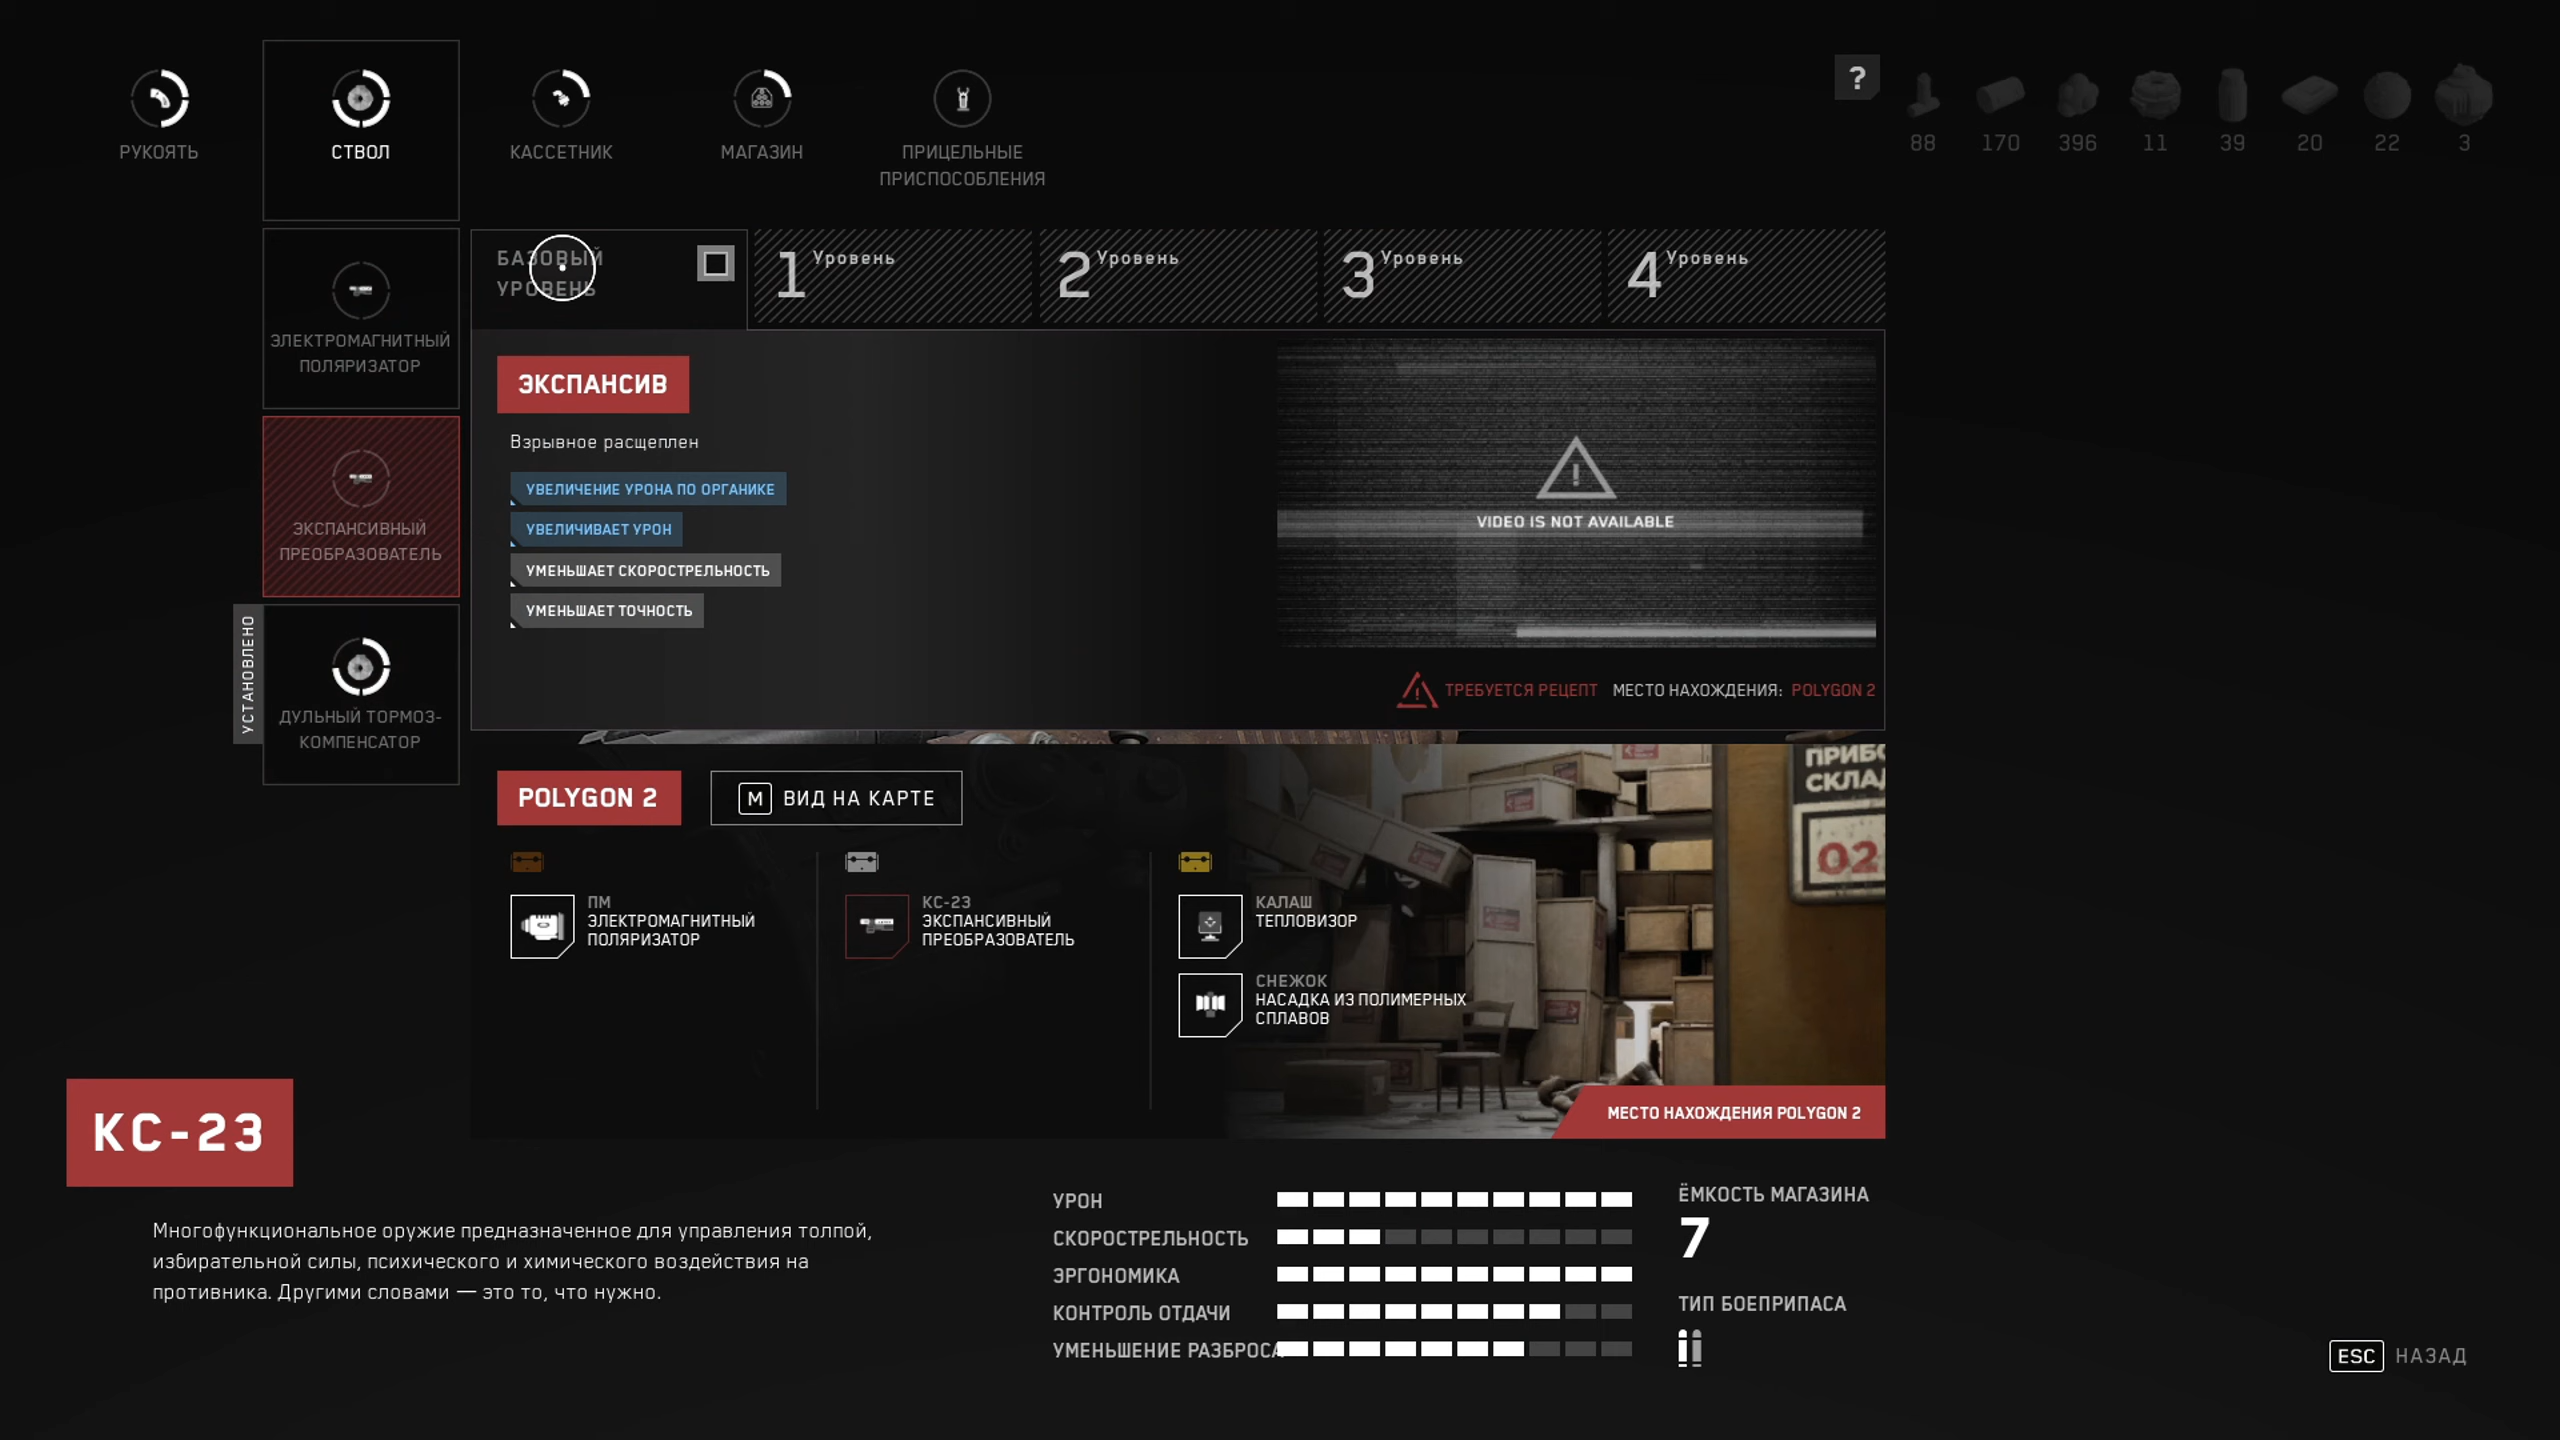 РУКОЯТЬ
СТВОЛ
КАССЕТНИК
МАГАЗИН
ПРИЦЕЛЬНЫЕ
ПРИСПОСОБЛЕНИЯ
?
88
170
396
11
39
20
22
3
ЭЛЕКТРОМАГНИТНЫЙ
ПОЛЯРИЗАТОР
ЭКСПАНСИВНЫЙ
ПРЕОБРАЗОВАТЕЛЬ
УСТАНОВЛЕНО
ДУЛЬНЫЙ ТОРМОЗ-
КОМПЕНСАТОР
БАЗОВЫЙ
УРОВЕНЬ
1 Уровень
2 Уровень
3 Уровень
4 Уровень
ЭКСПАНСИВ
Взрывное расщеплен
УВЕЛИЧЕНИЕ УРОНА ПО ОРГАНИКЕ
УВЕЛИЧИВАЕТ УРОН
УМЕНЬШАЕТ СКОРОСТРЕЛЬНОСТЬ
УМЕНЬШАЕТ ТОЧНОСТЬ
VIDEO IS NOT AVAILABLE
ТРЕБУЕТСЯ РЕЦЕПТ МЕСТО НАХОЖДЕНИЯ: POLYGON 2
POLYGON 2
M ВИД НА КАРТЕ
ПМ
ЭЛЕКТРОМАГНИТНЫЙ
ПОЛЯРИЗАТОР
КС-23
ЭКСПАНСИВНЫЙ
ПРЕОБРАЗОВАТЕЛЬ
КАЛАШ
ТЕПЛОВИЗОР
СНЕЖОК
НАСАДКА ИЗ ПОЛИМЕРНЫХ
СПЛАВОВ
ПРИБО
СКЛА
02
МЕСТО НАХОЖДЕНИЯ POLYGON 2
КС-23
Многофункциональное оружие предназначенное для управления толпой,
избирательной силы, психического и химического воздействия на
противника. Другими словами — это то, что нужно.
УРОН
СКОРОСТРЕЛЬНОСТЬ
ЭРГОНОМИКА
КОНТРОЛЬ ОТДАЧИ
УМЕНЬШЕНИЕ РАЗБРОСА
ЁМКОСТЬ МАГАЗИНА
7
ТИП БОЕПРИПАСА
ESC НАЗАД